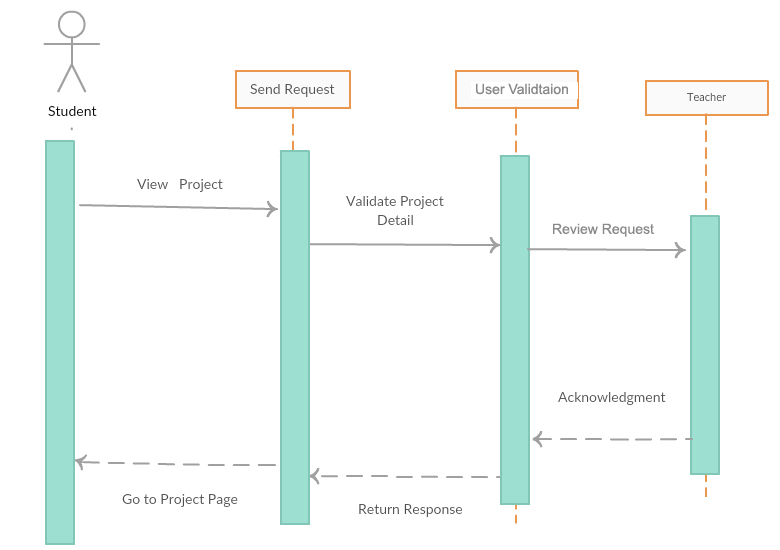 Student
Send Request
User Validtaion
Teacher
View Project
Validate Project
Detail
Review Request
Acknowledgment
Go to Project Page
Return Response